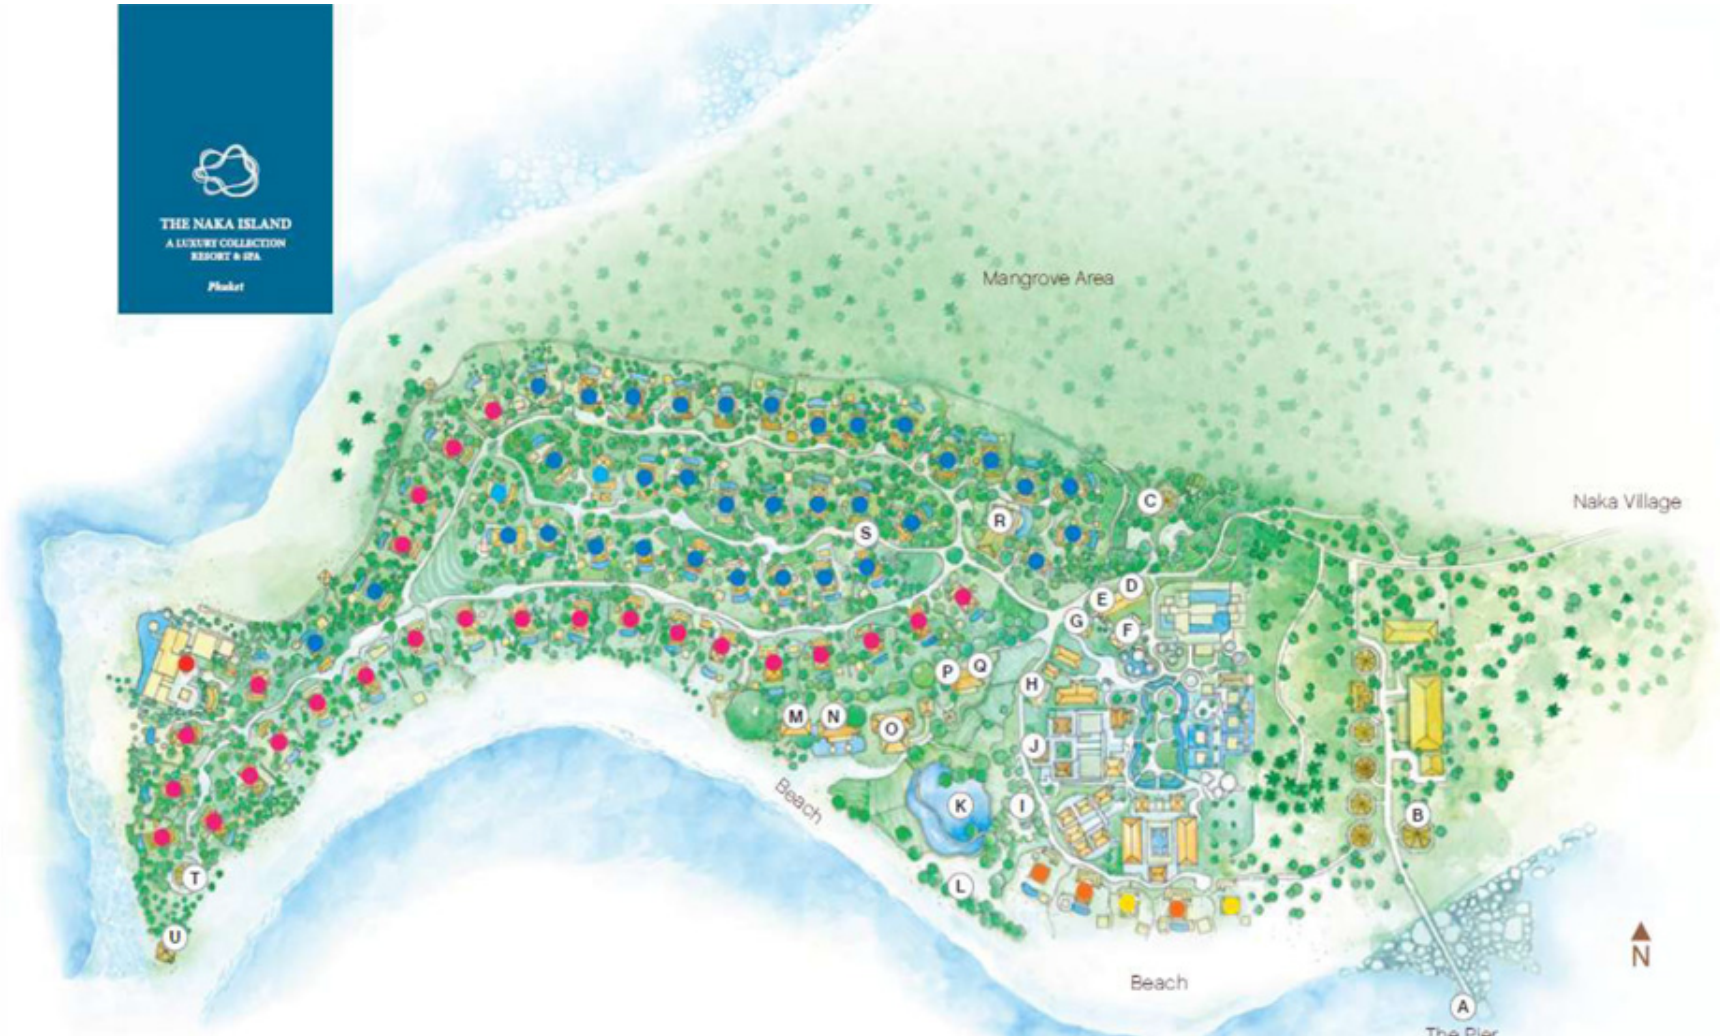 THE NAKA ISLAND
A LUXURY COLLECTION
RESORT & SPA
Phuket
Mangrove Area
Naka Village
C
R
S
D
E
G
F
Q
P
H
M
N
O
J
K
I
B
Beach
L
T
U
N
Beach
A
The Pier